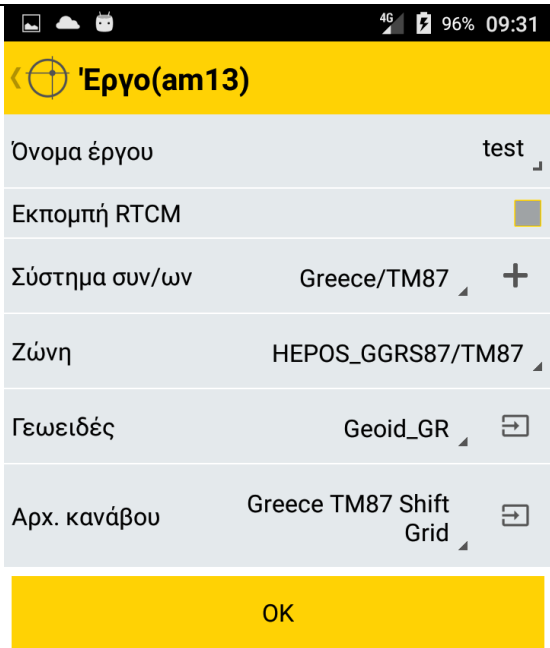 4G 96% 09:31
'Έργο(am13)
Όνομα έργου test
Εκπομπή RTCM
Σύστημα συν/ων Greece/TM87
Ζώνη HEPOS_GGRS87/TM87
Γεωειδές Geoid_GR
Αρχ. κανάβου Greece TM87 Shift
Grid
OK